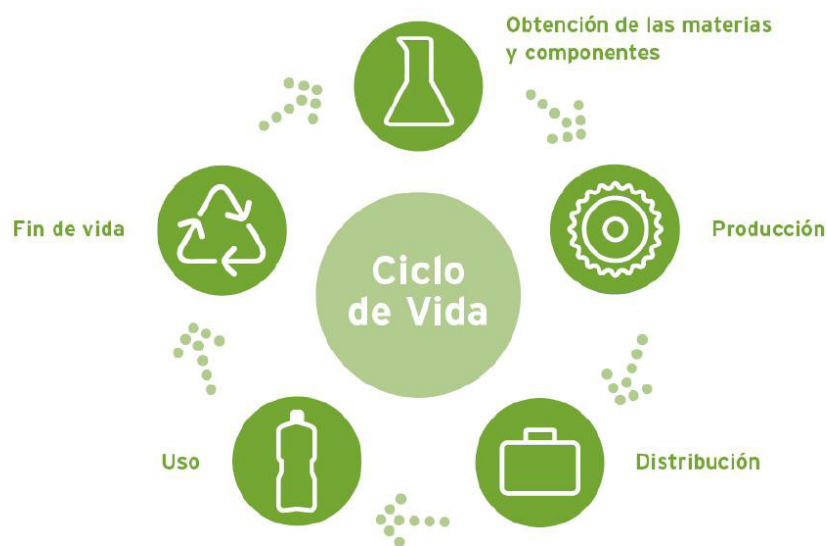 Obtención de las materias
y componentes
Fin de vida
Producción
Ciclo
de Vida
Uso
Distribución